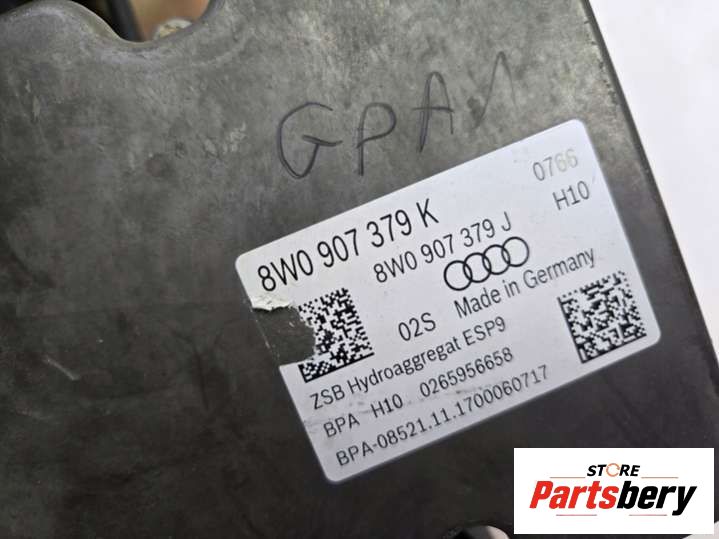 GPA1
0766
8W0 907 379 K
H10
8W0 907 379 J
02S Made in Germany
ZSB Hydroaggregat ESP9
BPA H10 0265956658
BPA-08521.11.1700060717
STORE
Partsbery